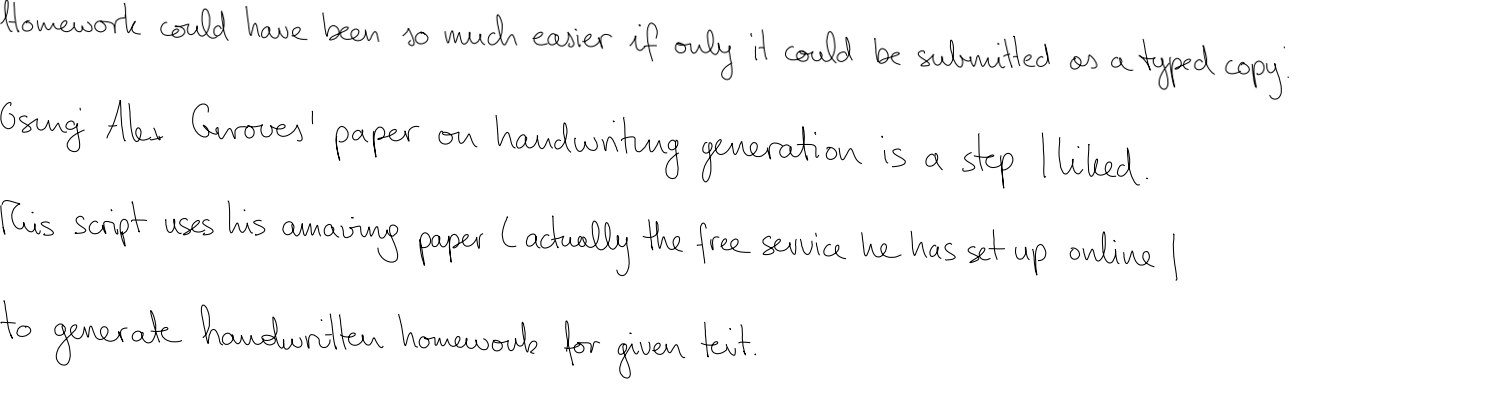 Homework could have been so much easier if only it could be submitted as a typed copy.
Using Alex Graves' paper on handwriting generation is a step I liked.
This script uses his amazing paper (actually the free service he has set up online)
to generate handwritten homework for given text.